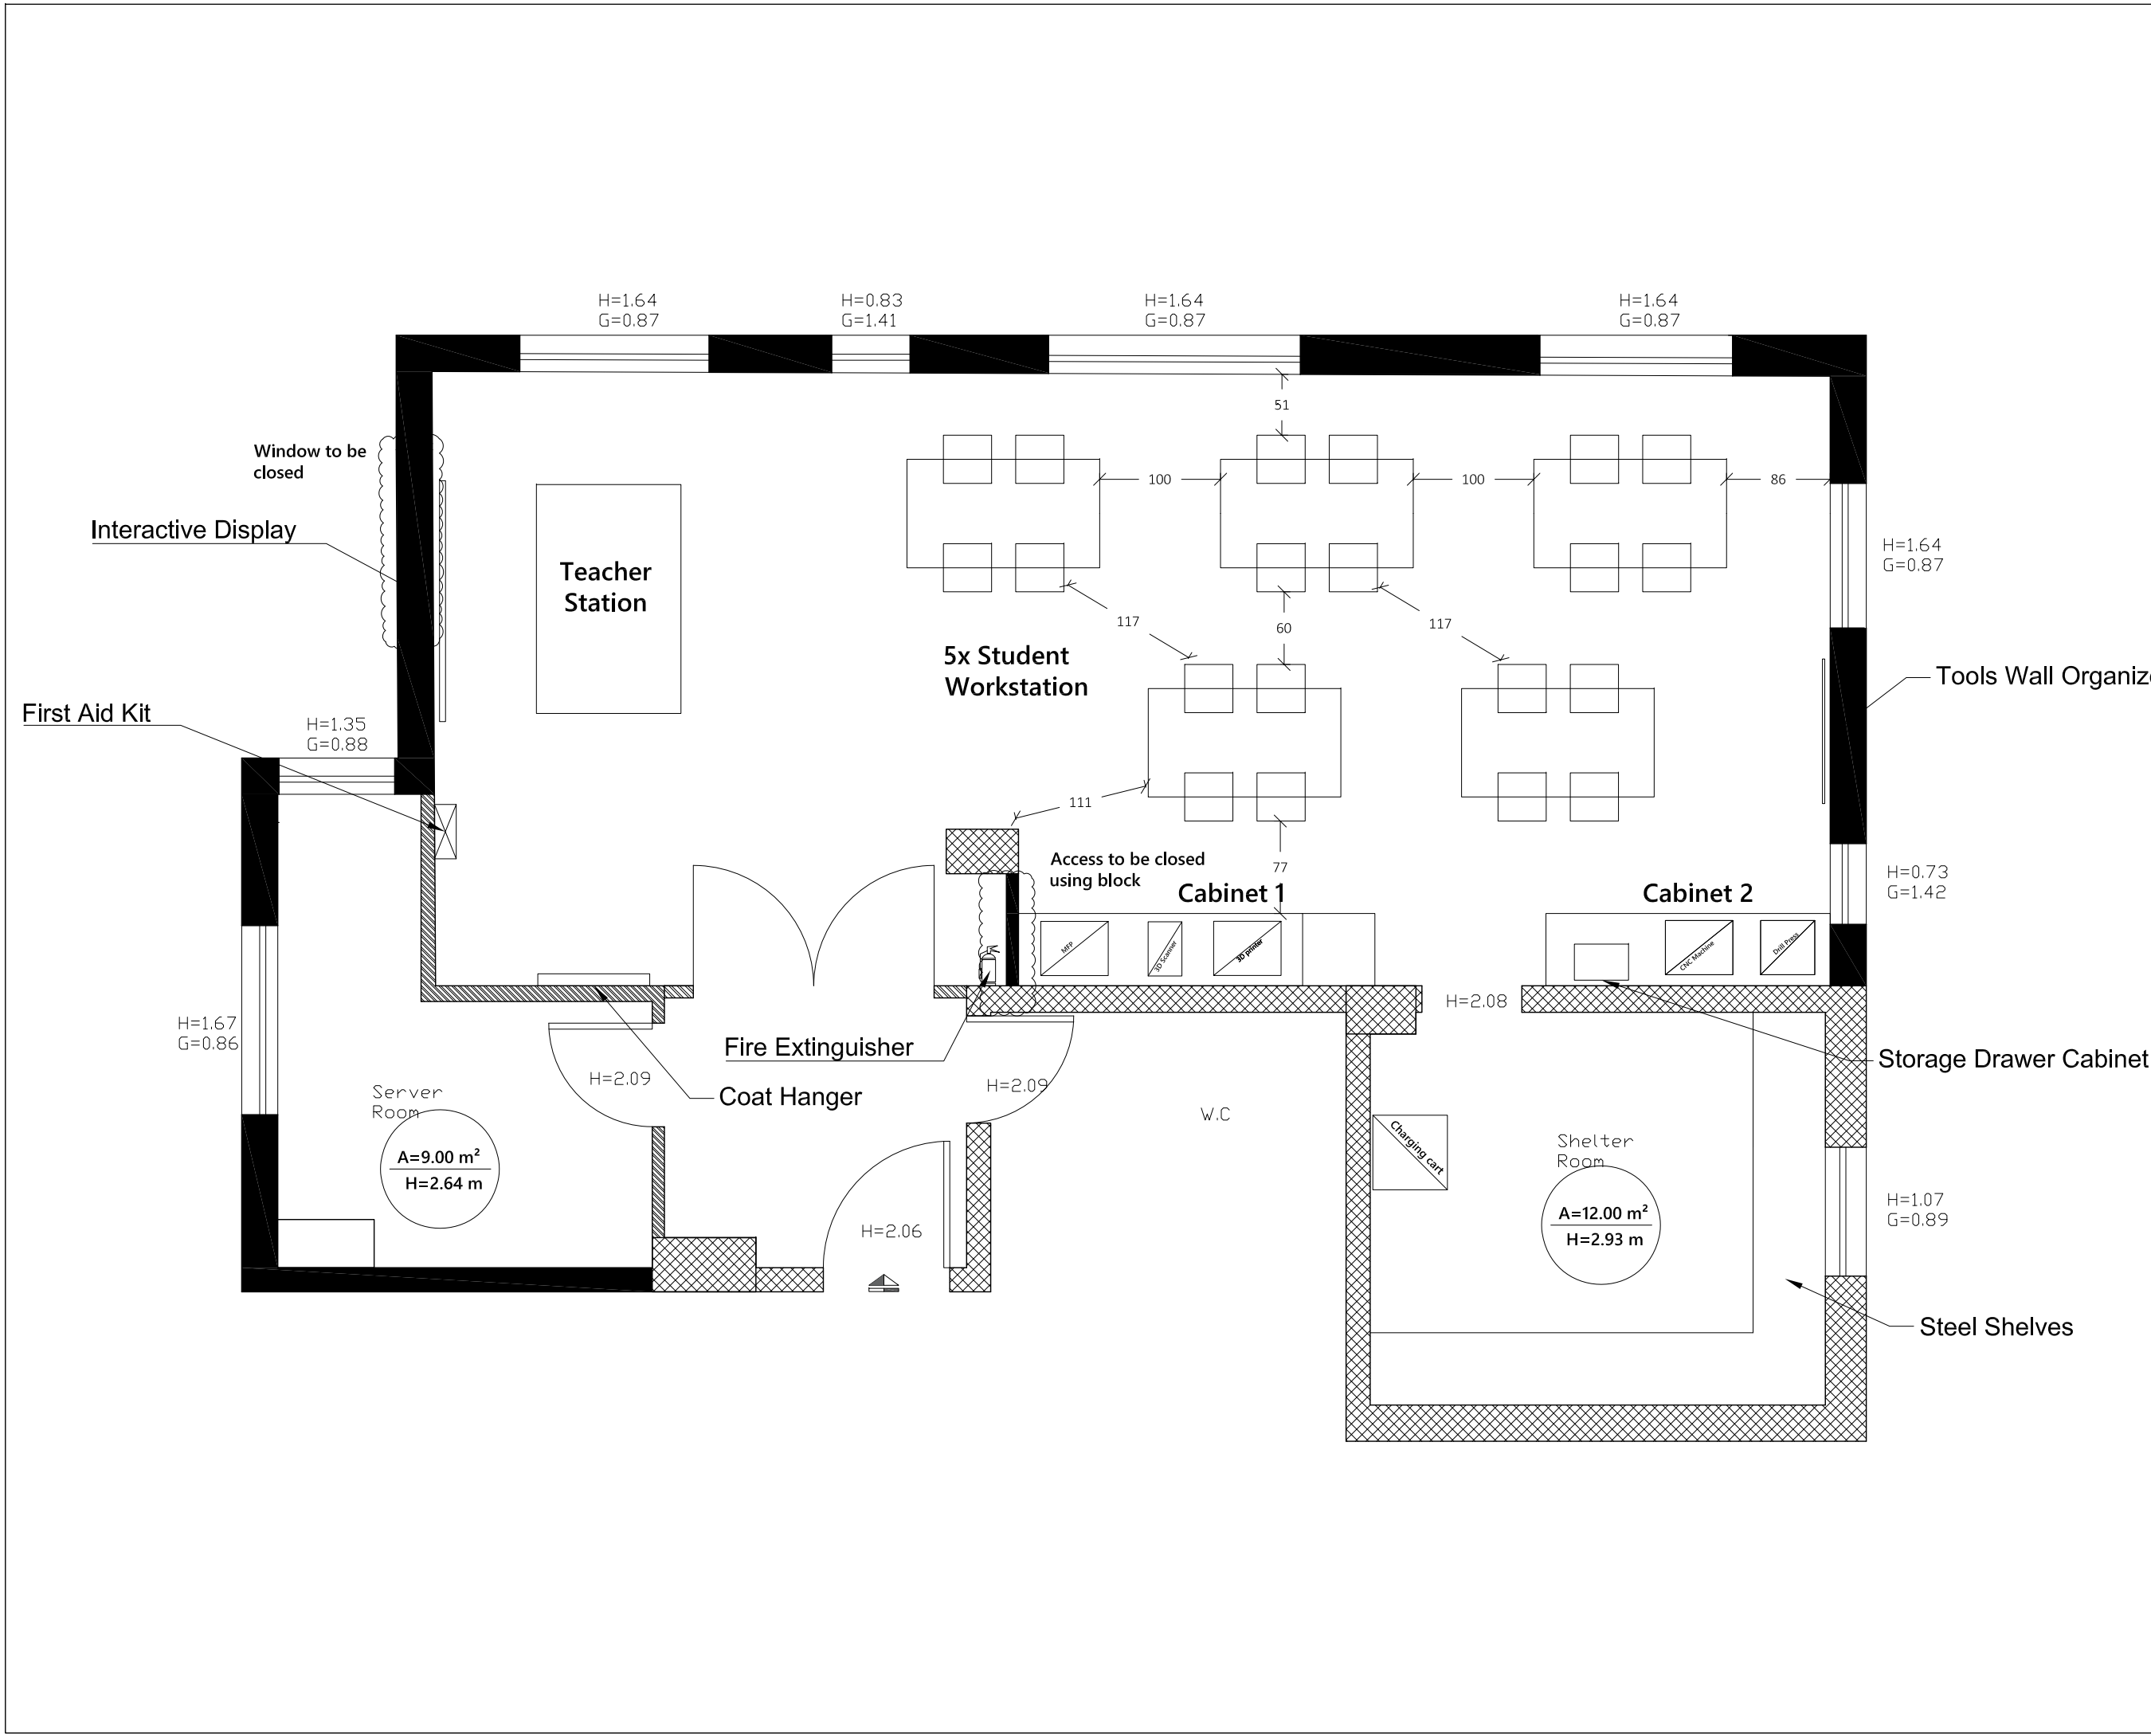 H=1.64
G=0.87
H=0.83
G=1.41
H=1.64
G=0.87
H=1.64
G=0.87
51
Window to be
closed
100
100
86
Interactive Display
H=1.64
G=0.87
Teacher
Station
117
60
117
5x Student
Workstation
Tools Wall Organiz
First Aid Kit
H=1.35
G=0.88
111
Access to be closed
using block
77
Cabinet 1
Cabinet 2
H=0.73
G=1.42
MFP
3D Scanner
3D printer
CNC Machine
Drill Press
H=2.08
H=1.67
G=0.86
Fire Extinguisher
Storage Drawer Cabinet
H=2.09
H=2.09
Coat Hanger
Server
Room
W.C
A=9.00 m²
H=2.64 m
Charging cart
Shelter
Room
H=1.07
G=0.89
A=12.00 m²
H=2.93 m
H=2.06
Steel Shelves